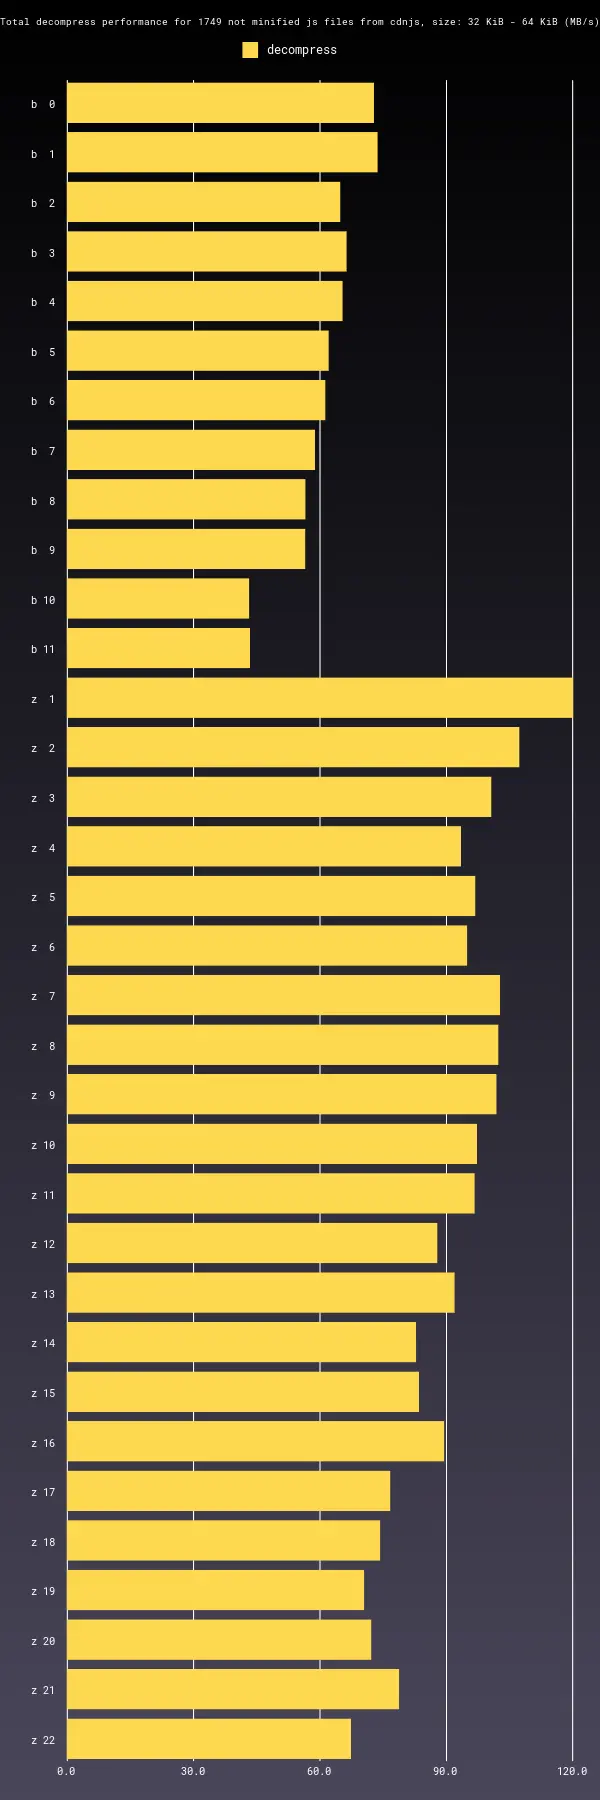 Total decompress performance for 1749 not minified js files from cdnjs, size: 32 KiB - 64 KiB (MB/s)
decompress
b  0
b  1
b  2
b  3
b  4
b  5
b  6
b  7
b  8
b  9
b 10
b 11
z  1
z  2
z  3
z  4
z  5
z  6
z  7
z  8
z  9
z 10
z 11
z 12
z 13
z 14
z 15
z 16
z 17
z 18
z 19
z 20
z 21
z 22
0.0 30.0 60.0 90.0 120.0